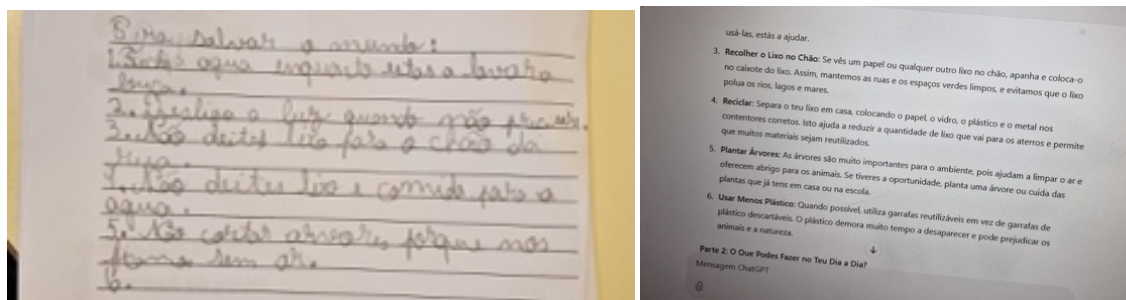 Para salvar o mundo:
1. Fecha agua enquanto estas a lavar a
louça.
2. Desliga a luz quando não precisar.
3. Não deites lixo para o chão da
rua.
4. Não deites lixo e comida para a
agua.
5. Não cortar arvores, porque nos
ficamos sem ar.
6.
usá-las, estás a ajudar.
3. Recolher o Lixo no Chão: Se vês um papel ou qualquer outro lixo no chão, apanha e coloca-o
no caixote do lixo. Assim, mantemos as ruas e os espaços verdes limpos, e evitamos que o lixo
polua os rios, lagos e mares.
4. Reciclar: Separa o teu lixo em casa, colocando o papel, o vidro, o plástico e o metal nos
contentores corretos. Isto ajuda a reduzir a quantidade de lixo que vai para os aterros e permite
que muitos materiais sejam reutilizados.
5. Plantar Árvores: As árvores são muito importantes para o ambiente, pois ajudam a limpar o ar e
oferecem abrigo para os animais. Se tiveres a oportunidade, planta uma árvore ou cuida das
plantas que já tens em casa ou na escola.
6. Usar Menos Plástico: Quando possível, utiliza garrafas reutilizáveis em vez de garrafas de
plástico descartáveis. O plástico demora muito tempo a desaparecer e pode prejudicar os
animais e a natureza.
Parte 2: O Que Podes Fazer no Teu Dia a Dia?
Mensagem ChatGPT